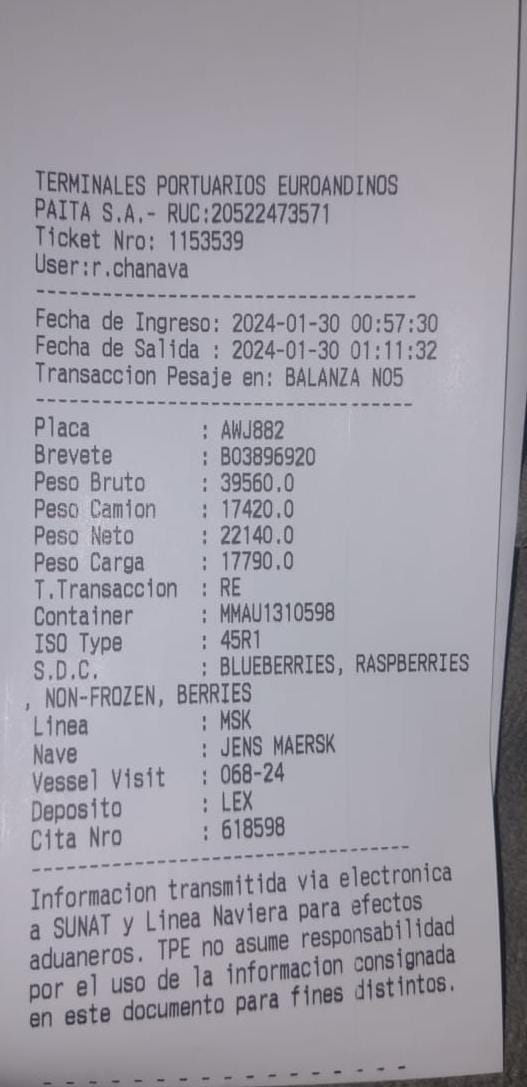 TERMINALES PORTUARIOS EUROANDINOS
PAITA S.A.- RUC:20522473571
Ticket Nro: 1153539
User:r.chanava
------------------------------------
Fecha de Ingreso: 2024-01-30 00:57:30
Fecha de Salida : 2024-01-30 01:11:32
Transaccion Pesaje en: BALANZA NO5
------------------------------------
Placa : AWJ882
Brevete : B03896920
Peso Bruto : 39560.0
Peso Camion : 17420.0
Peso Neto : 22140.0
Peso Carga : 17790.0
T.Transaccion : RE
Container : MMAU1310598
ISO Type : 45R1
S.D.C. : BLUEBERRIES, RASPBERRIES
, NON-FROZEN, BERRIES
Linea : MSK
Nave : JENS MAERSK
Vessel Visit : 068-24
Deposito : LEX
Cita Nro : 618598
------------------------------------
Informacion transmitida via electronica
a SUNAT y Linea Naviera para efectos
aduaneros. TPE no asume responsabilidad
por el uso de la informacion consignada
en este documento para fines distintos.
- - - - - - - - - - - - - - - - - -